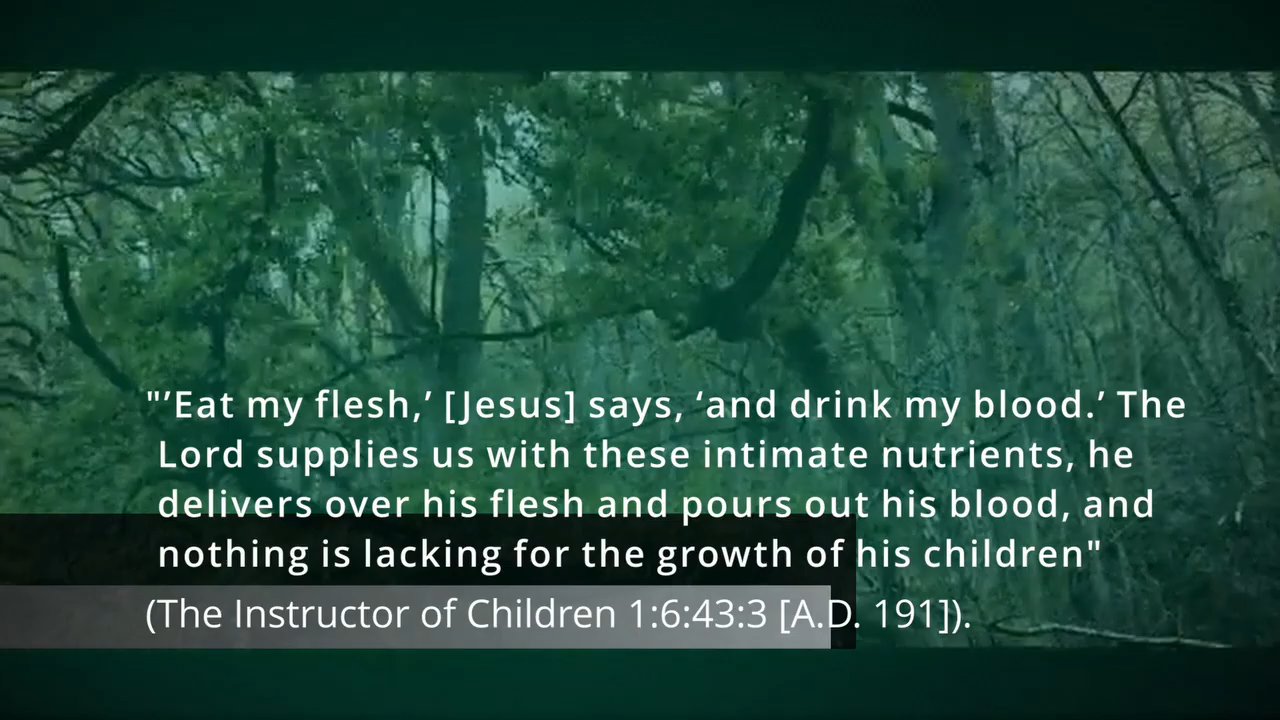 "’Eat my flesh,’ [Jesus] says, ‘and drink my blood.’ The
Lord supplies us with these intimate nutrients, he
delivers over his flesh and pours out his blood, and
nothing is lacking for the growth of his children"
(The Instructor of Children 1:6:43:3 [A.D. 191]).